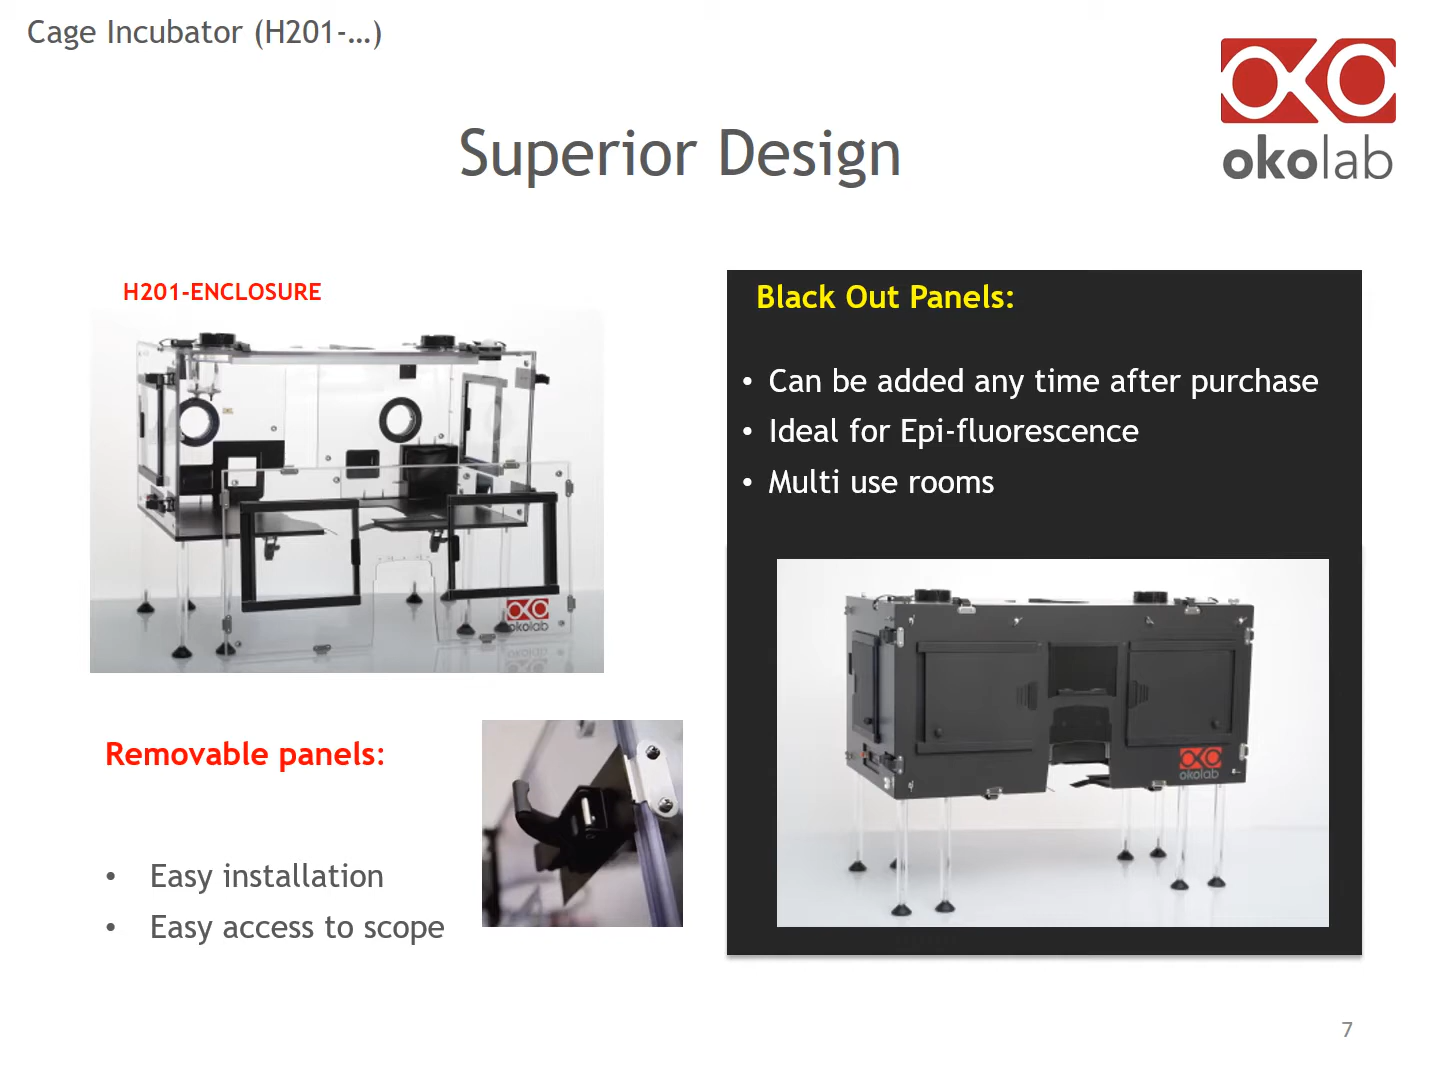 Cage Incubator (H201-…)
okolab
Superior Design
H201-ENCLOSURE
okolab
Removable panels:
• Easy installation
• Easy access to scope
Black Out Panels:
• Can be added any time after purchase
• Ideal for Epi-fluorescence
• Multi use rooms
okolab
7